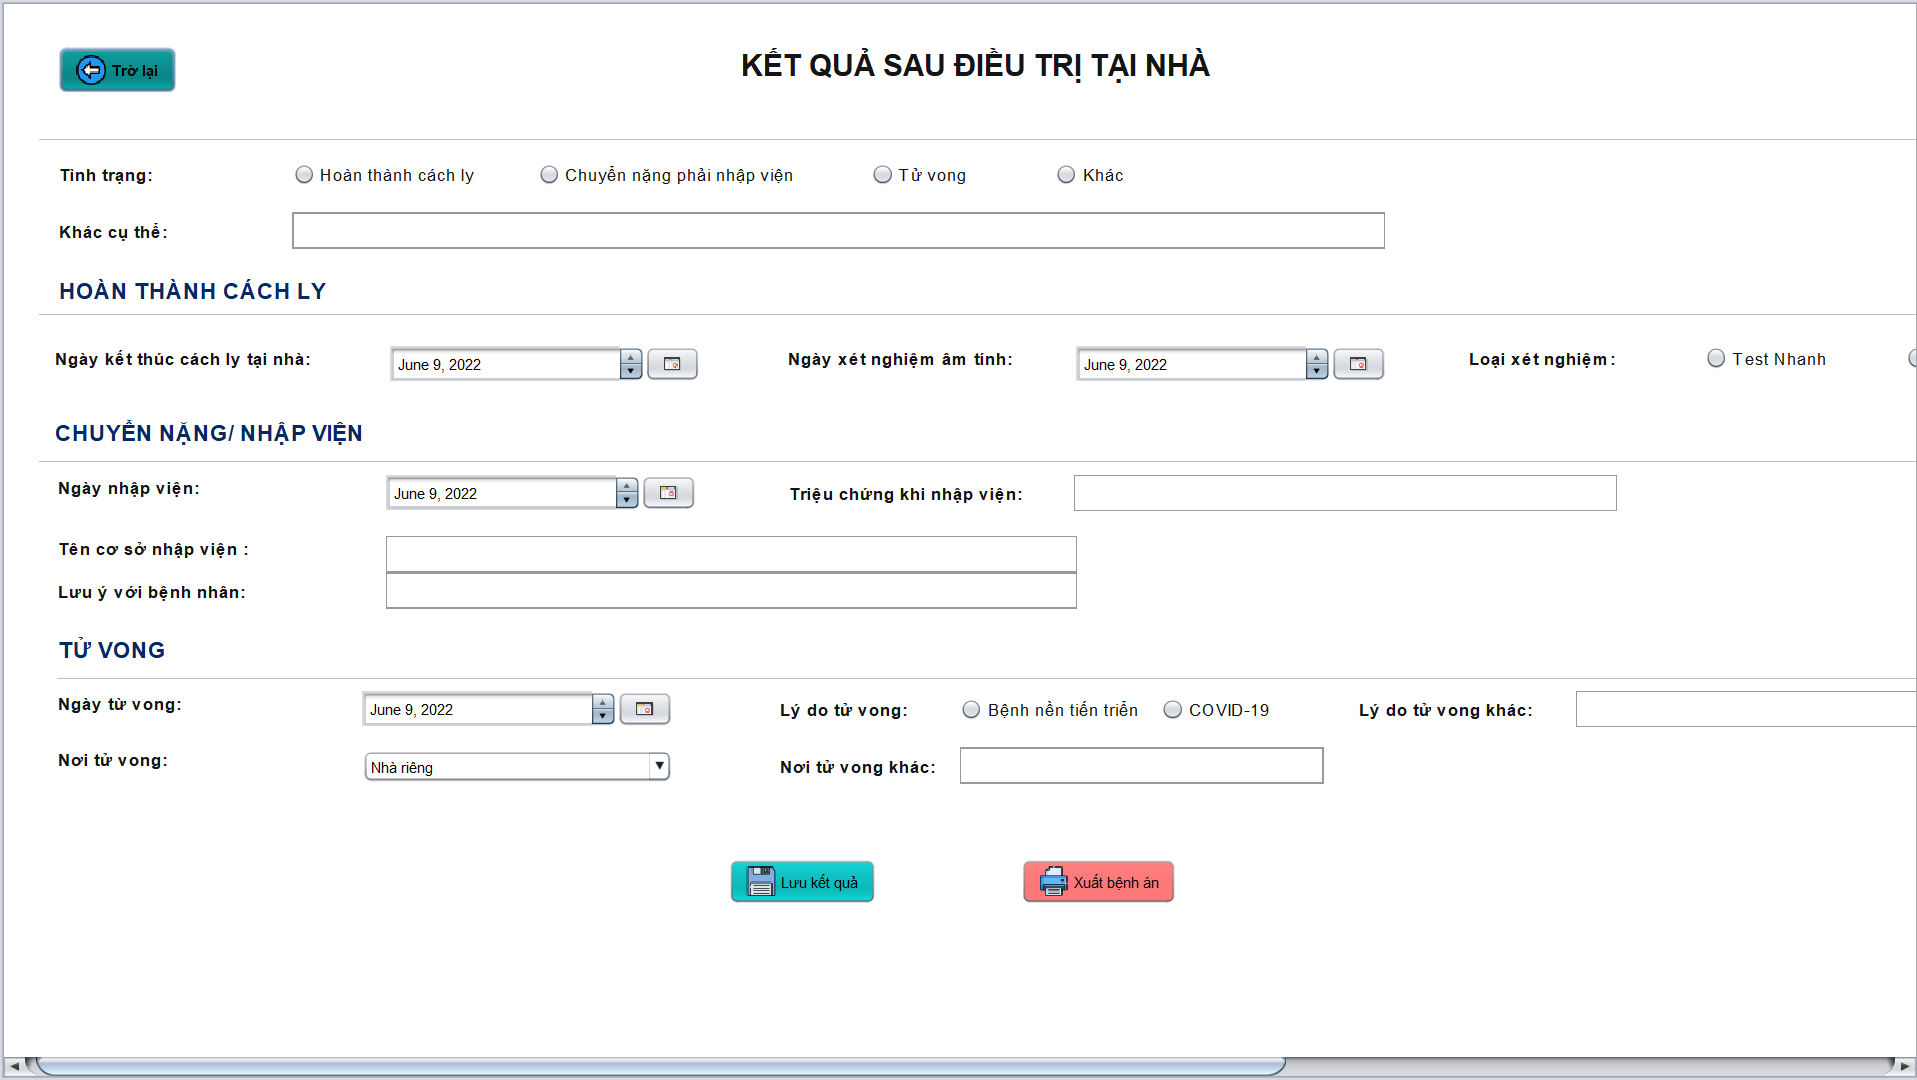 Trở lại
KẾT QUẢ SAU ĐIỀU TRỊ TẠI NHÀ
Tình trạng: Hoàn thành cách ly Chuyển nặng phải nhập viện Tử vong Khác
Khác cụ thể:
HOÀN THÀNH CÁCH LY
Ngày kết thúc cách ly tại nhà: June 9, 2022 Ngày xét nghiệm âm tính: June 9, 2022 Loại xét nghiệm: Test Nhanh
CHUYỂN NẶNG/ NHẬP VIỆN
Ngày nhập viện: June 9, 2022 Triệu chứng khi nhập viện:
Tên cơ sở nhập viện :
Lưu ý với bệnh nhân:
TỬ VONG
Ngày tử vong: June 9, 2022 Lý do tử vong: Bệnh nền tiến triển COVID-19 Lý do tử vong khác:
Nơi tử vong: Nhà riêng Nơi tử vong khác:
Lưu kết quả Xuất bệnh án